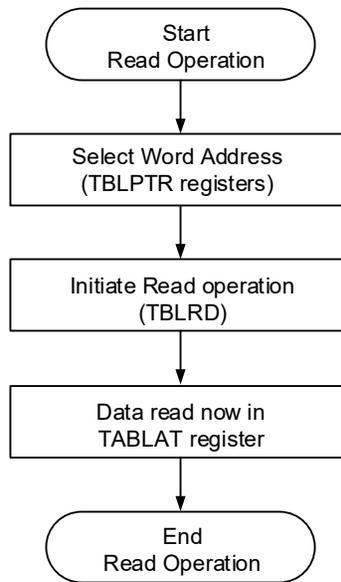 Start
Read Operation
Select Word Address
(TBLPTR registers)
Initiate Read operation
(TBLRD)
Data read now in
TABLAT register
End
Read Operation